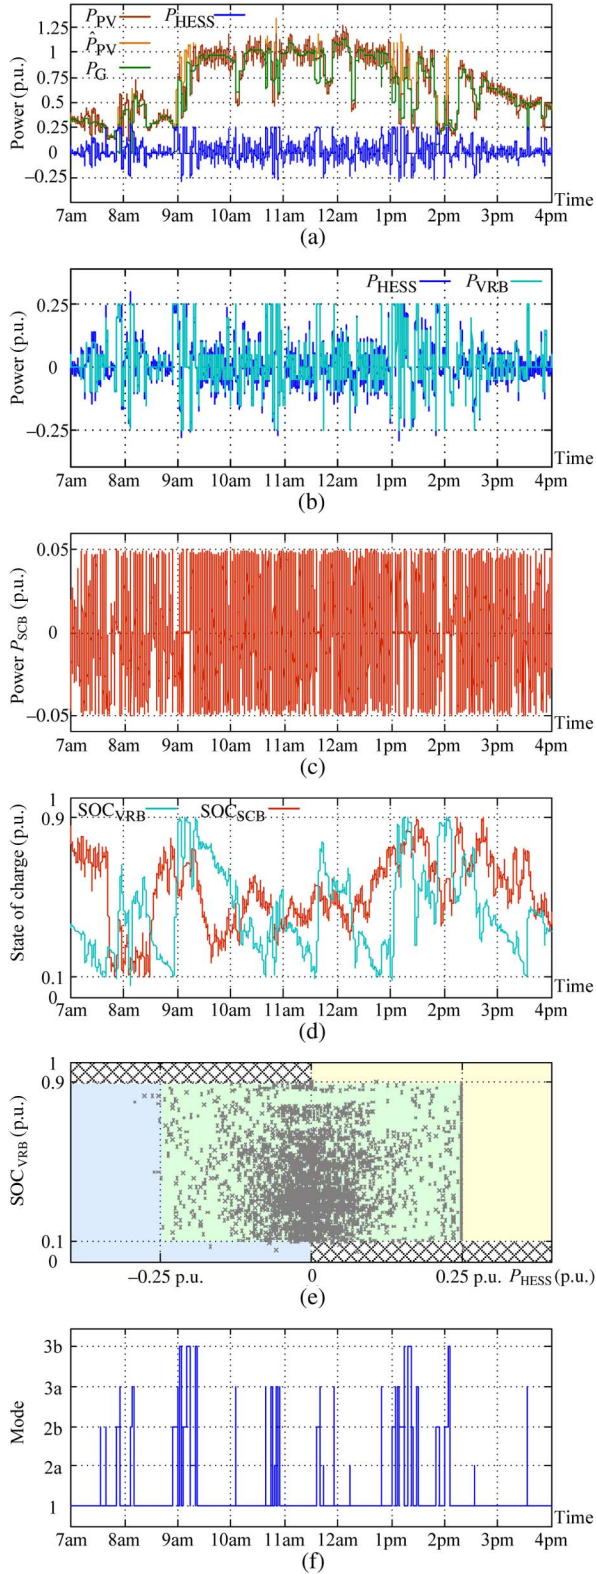 P_PV P_HESS
P̂_PV
P_G
Power (p.u.)
1.25
1
0.75
0.5
0.25
0
−0.25
Time
7am 8am 9am 10am 11am 12am 1pm 2pm 3pm 4pm
(a)
P_HESS P_VRB
Power (p.u.)
0.25
0
−0.25
Time
7am 8am 9am 10am 11am 12am 1pm 2pm 3pm 4pm
(b)
Power P_SCB (p.u.)
0.05
0
−0.05
Time
7am 8am 9am 10am 11am 12am 1pm 2pm 3pm 4pm
(c)
SOC_VRB SOC_SCB
State of charge (p.u.)
1
0.9
0.1
0
Time
7am 8am 9am 10am 11am 12am 1pm 2pm 3pm 4pm
(d)
SOC_VRB (p.u.)
1
0.9
0.1
0
−0.25 p.u. 0 0.25 p.u. P_HESS (p.u.)
(e)
Mode
3b
3a
2b
2a
1
Time
7am 8am 9am 10am 11am 12am 1pm 2pm 3pm 4pm
(f)